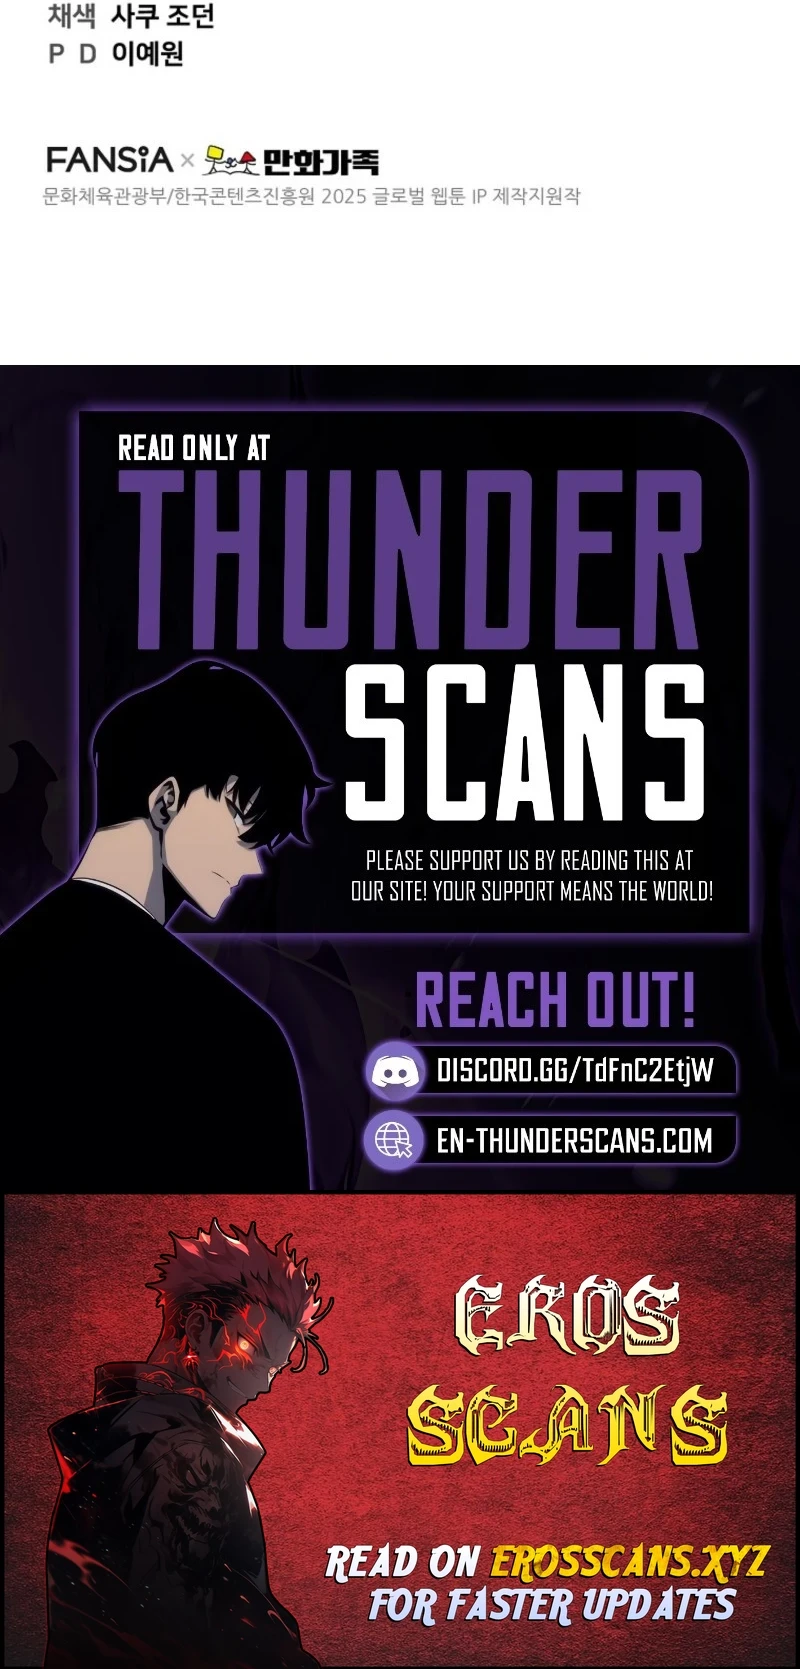 채색 사쿠 조던
P D 이예원
FANSiA × 만화가족
문화체육관광부/한국콘텐츠진흥원 2025 글로벌 웹툰 IP 제작지원작
READ ONLY AT
THUNDER
SCANS
PLEASE SUPPORT US BY READING THIS AT
OUR SITE! YOUR SUPPORT MEANS THE WORLD!
REACH OUT!
DISCORD.GG/TdFnC2EtjW
EN-THUNDERSCANS.COM
EROS
SCANS
READ ON EROSSCANS.XYZ
FOR FASTER UPDATES